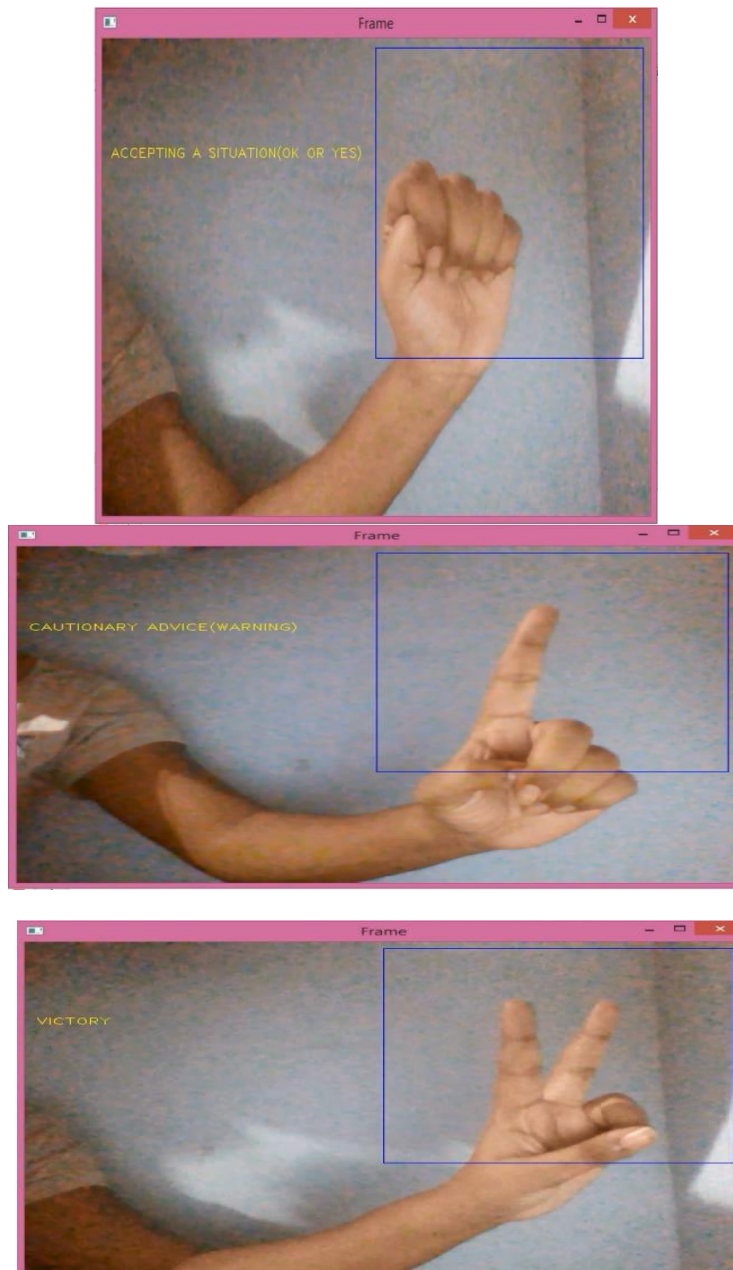 Frame
ACCEPTING A SITUATION(OK OR YES)
Frame
CAUTIONARY ADVICE(WARNING)
Frame
VICTORY